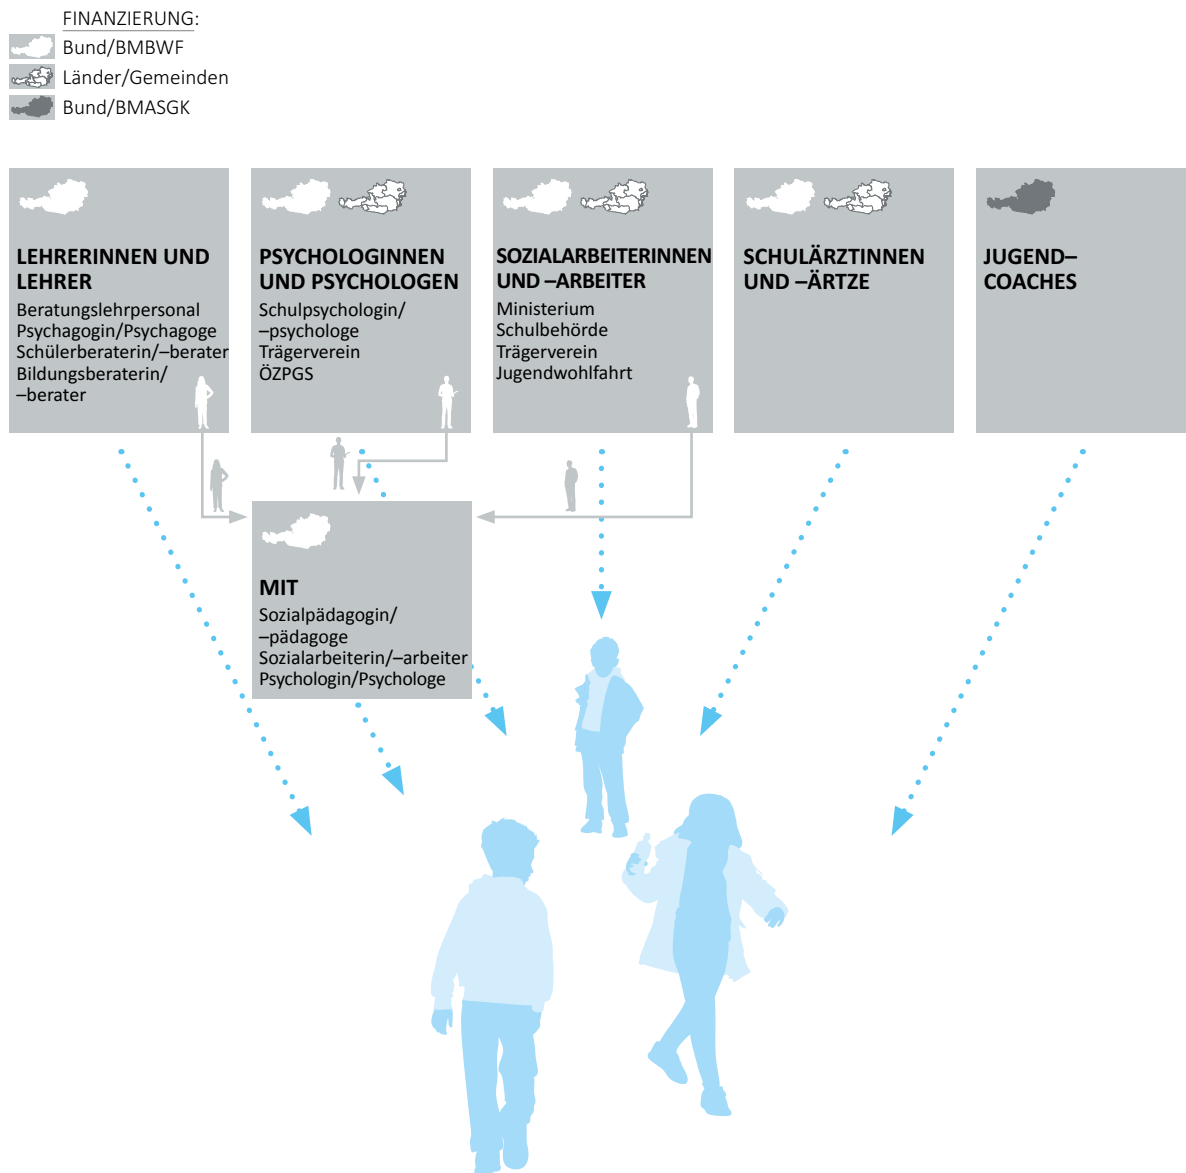 FINANZIERUNG:
Bund/BMBWF
Länder/Gemeinden
Bund/BMASGK
LEHRERINNEN UND
LEHRER
Beratungslehrpersonal
Psychagogin/Psychagoge
Schülerberaterin/–berater
Bildungsberaterin/
–berater
PSYCHOLOGINNEN
UND PSYCHOLOGEN
Schulpsychologin/
–psychologe
Trägerverein
ÖZPGS
SOZIALARBEITERINNEN
UND –ARBEITER
Ministerium
Schulbehörde
Trägerverein
Jugendwohlfahrt
SCHULÄRZTINNEN
UND –ÄRTZE
JUGEND–
COACHES
MIT
Sozialpädagogin/
–pädagoge
Sozialarbeiterin/–arbeiter
Psychologin/Psychologe